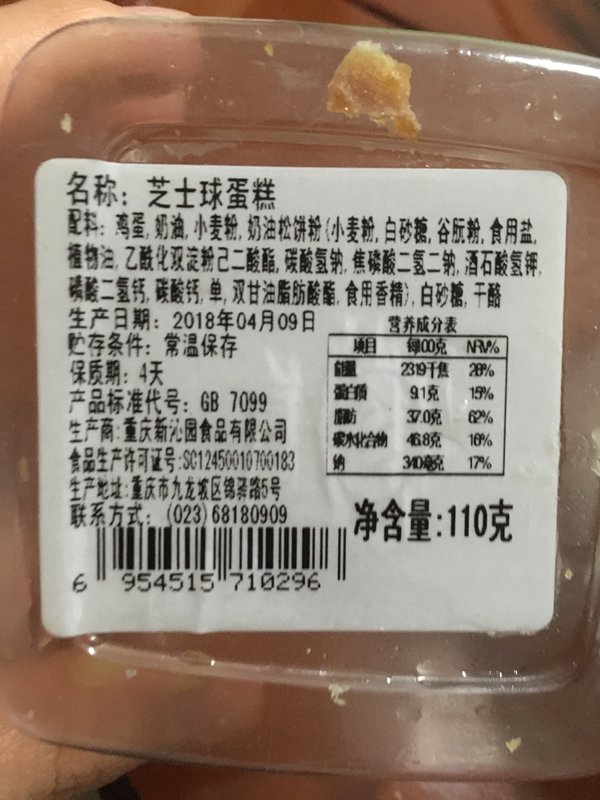 名称: 芝士球蛋糕
配料: 鸡蛋, 奶油, 小麦粉, 奶油松饼粉(小麦粉, 白砂糖, 谷朊粉, 食用盐,
植物油, 乙酰化双淀粉己二酸酯, 碳酸氢钠, 焦磷酸二氢二钠, 酒石酸氢钾,
磷酸二氢钙, 碳酸钙, 单, 双甘油脂肪酸酯, 食用香精), 白砂糖, 干酪
生产日期: 2018年04月09日
贮存条件: 常温保存
保质期: 4天
产品标准代号: GB 7099
生产商:重庆新沁园食品有限公司
食品生产许可证号:SC12450010700183
生产地址:重庆市九龙坡区锦驿路5号
联系方式: (023)68180909
营养成分表
项目 每100克 NRV%
能量 2319千焦 28%
蛋白质 9.1克 15%
脂肪 37.0克 62%
碳水化合物 46.8克 16%
钠 340毫克 17%
净含量:110克
6 954515 710296